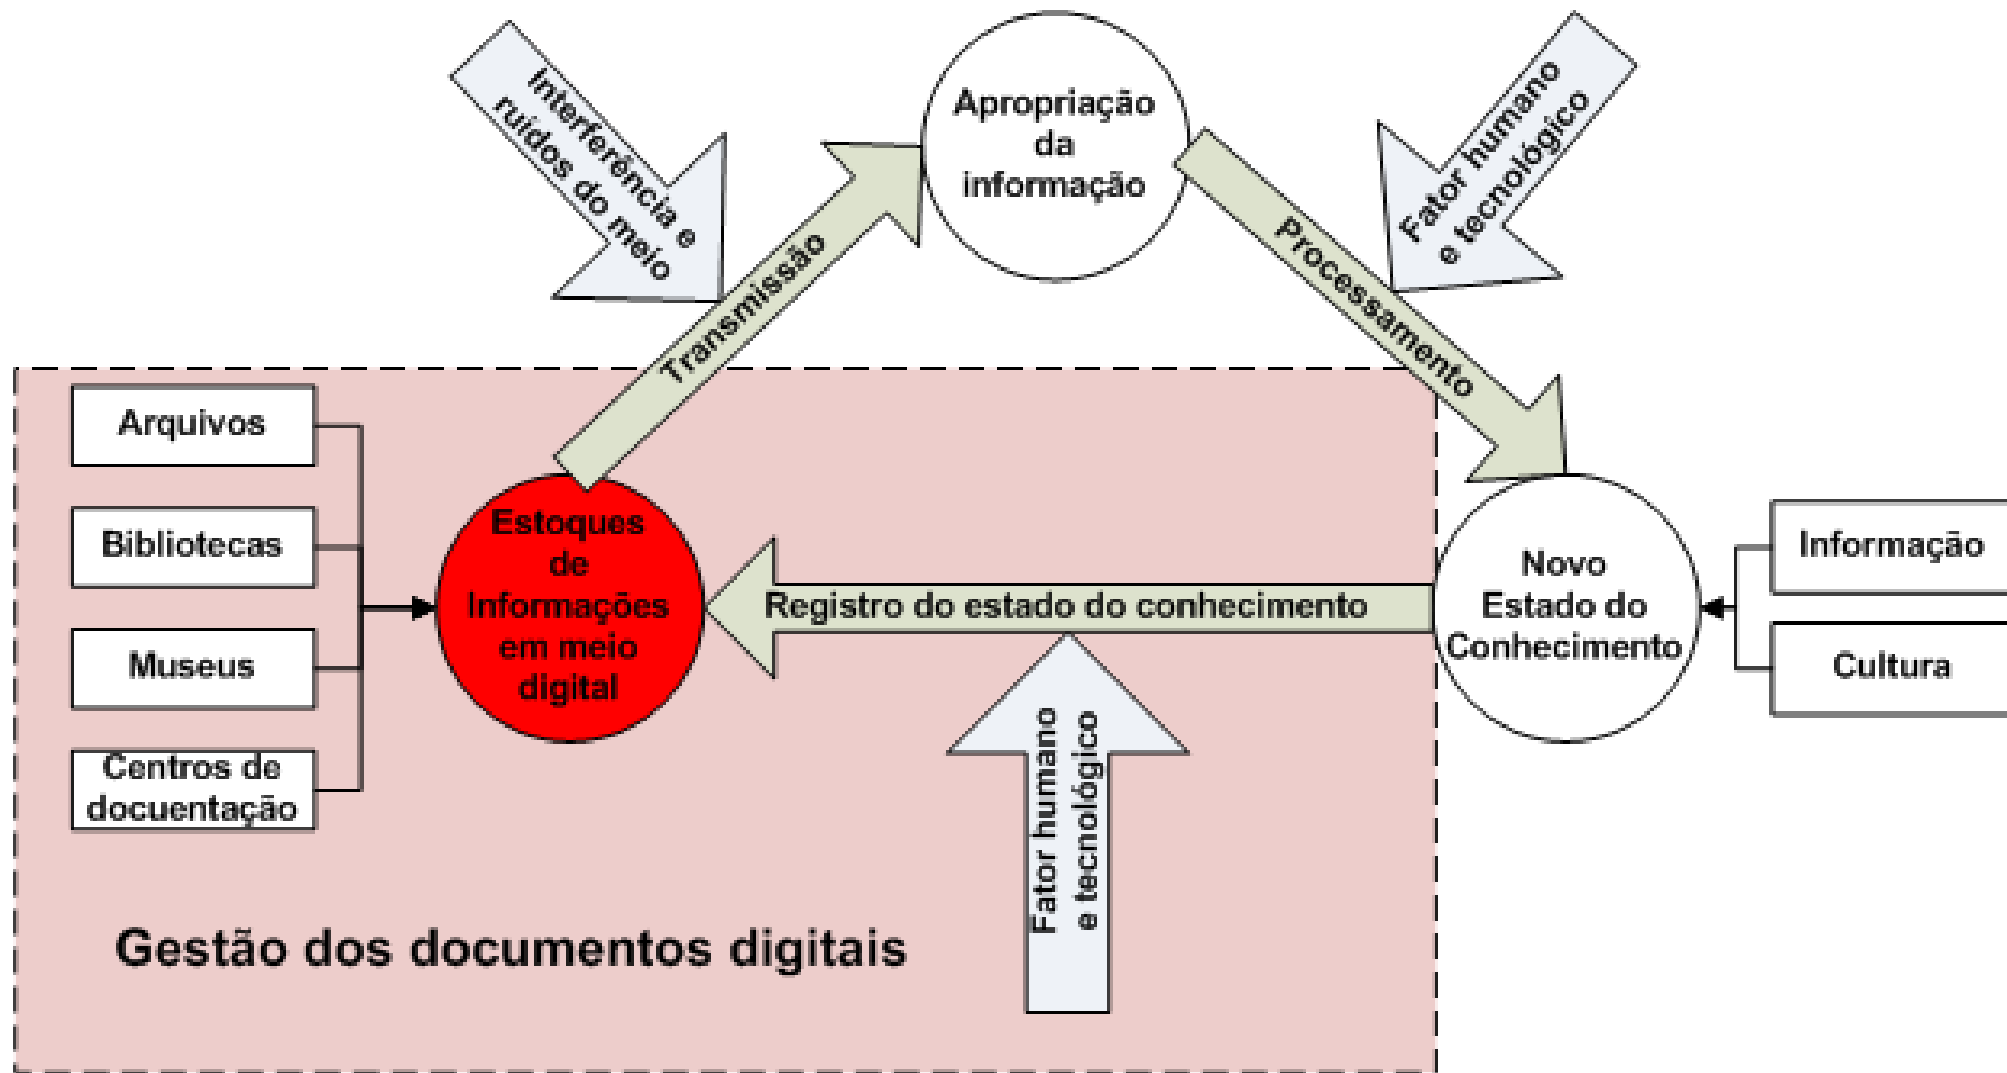 Interferência e
ruídos do meio
Apropriação
da
informação
Fator humano
e tecnológico
Transmissão
Processamento
Arquivos
Bibliotecas
Museus
Centros de
docuentação
Estoques
de
Informações
em meio
digital
Registro do estado do conhecimento
Novo
Estado do
Conhecimento
Informação
Cultura
Fator humano
e tecnológico
Gestão dos documentos digitais